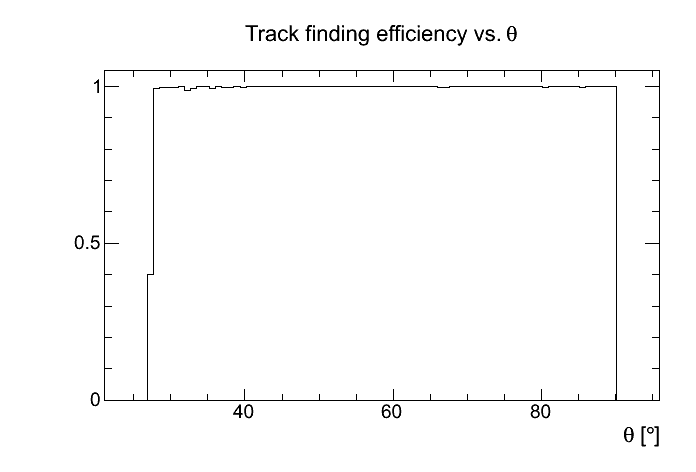 Track finding efficiency vs. θ
1
0.5
0
40 60 80
θ [°]